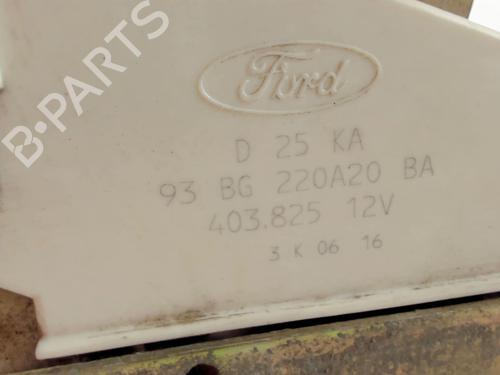 B-PARTS
Ford
D 25 KA
93 BG 220A20 BA
403.825 12V
3 K 06 16